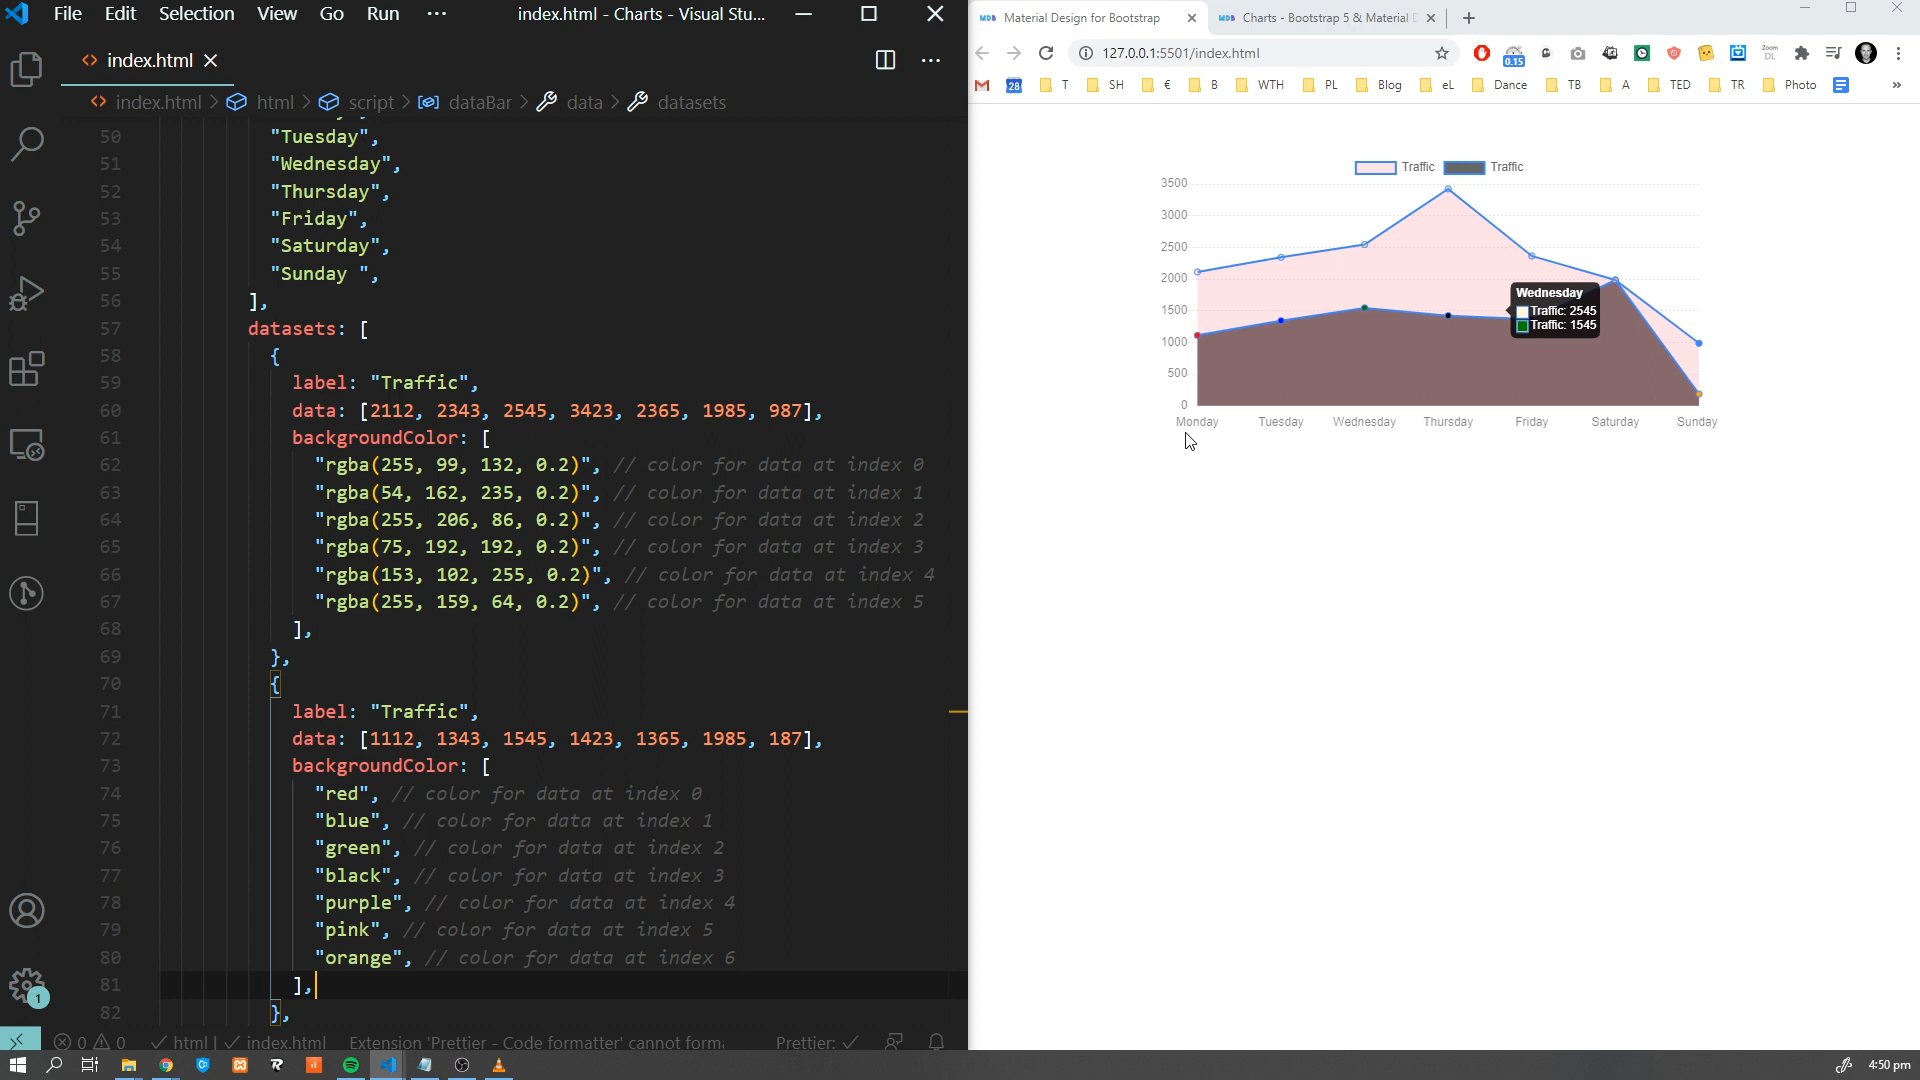 File Edit Selection View Go Run ··· index.html - Charts - Visual Stu...
index.html
index.html > html > script > dataBar > data > datasets
50 "Tuesday",
51 "Wednesday",
52 "Thursday",
53 "Friday",
54 "Saturday",
55 "Sunday ",
56 ],
57 datasets: [
58 {
59 label: "Traffic",
60 data: [2112, 2343, 2545, 3423, 2365, 1985, 987],
61 backgroundColor: [
62 "rgba(255, 99, 132, 0.2)", // color for data at index 0
63 "rgba(54, 162, 235, 0.2)", // color for data at index 1
64 "rgba(255, 206, 86, 0.2)", // color for data at index 2
65 "rgba(75, 192, 192, 0.2)", // color for data at index 3
66 "rgba(153, 102, 255, 0.2)", // color for data at index 4
67 "rgba(255, 159, 64, 0.2)", // color for data at index 5
68 ],
69 },
70 {
71 label: "Traffic",
72 data: [1112, 1343, 1545, 1423, 1365, 1985, 187],
73 backgroundColor: [
74 "red", // color for data at index 0
75 "blue", // color for data at index 1
76 "green", // color for data at index 2
77 "black", // color for data at index 3
78 "purple", // color for data at index 4
79 "pink", // color for data at index 5
80 "orange", // color for data at index 6
81 ],
82 },
1
0 0 html | index.html Extension 'Prettier - Code formatter' cannot form Prettier:
MDB Material Design for Bootstrap MDB Charts - Bootstrap 5 & Material
127.0.0.1:5501/index.html
0.15 Zoom DL
28 T SH € B WTH PL Blog eL Dance TB A TED TR Photo »
Traffic Traffic
3500
3000
2500
2000
1500
1000
500
0
Wednesday
Traffic: 2545
Traffic: 1545
Monday Tuesday Wednesday Thursday Friday Saturday Sunday
4:50 pm